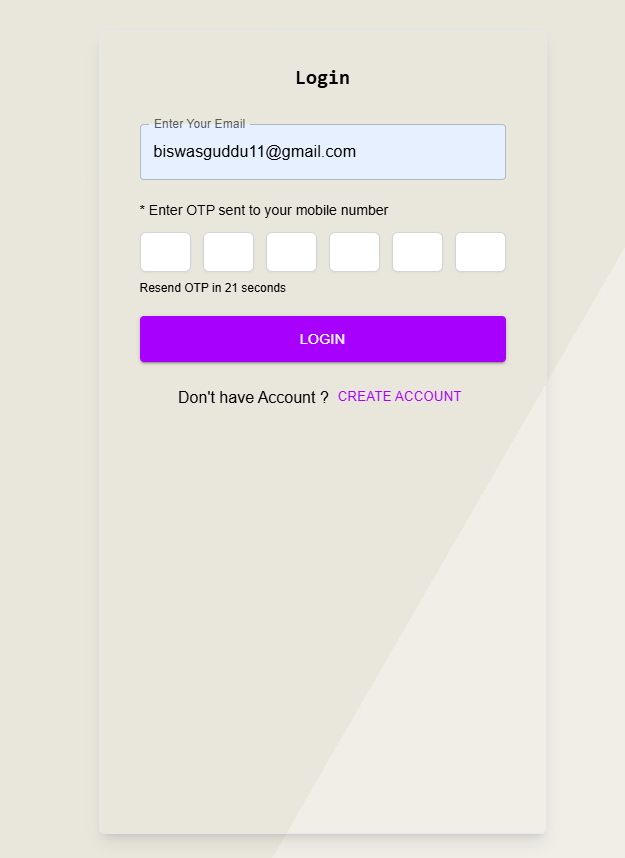 Login
Enter Your Email
biswasguddu11@gmail.com
* Enter OTP sent to your mobile number
Resend OTP in 21 seconds
LOGIN
Don't have Account ? CREATE ACCOUNT